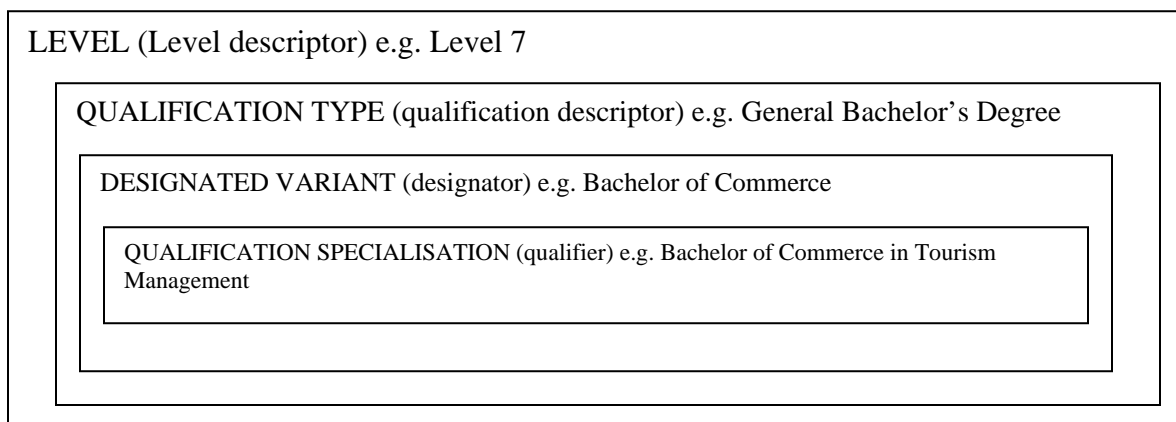 LEVEL (Level descriptor) e.g. Level 7
QUALIFICATION TYPE (qualification descriptor) e.g. General Bachelor’s Degree
DESIGNATED VARIANT (designator) e.g. Bachelor of Commerce
QUALIFICATION SPECIALISATION (qualifier) e.g. Bachelor of Commerce in Tourism
Management